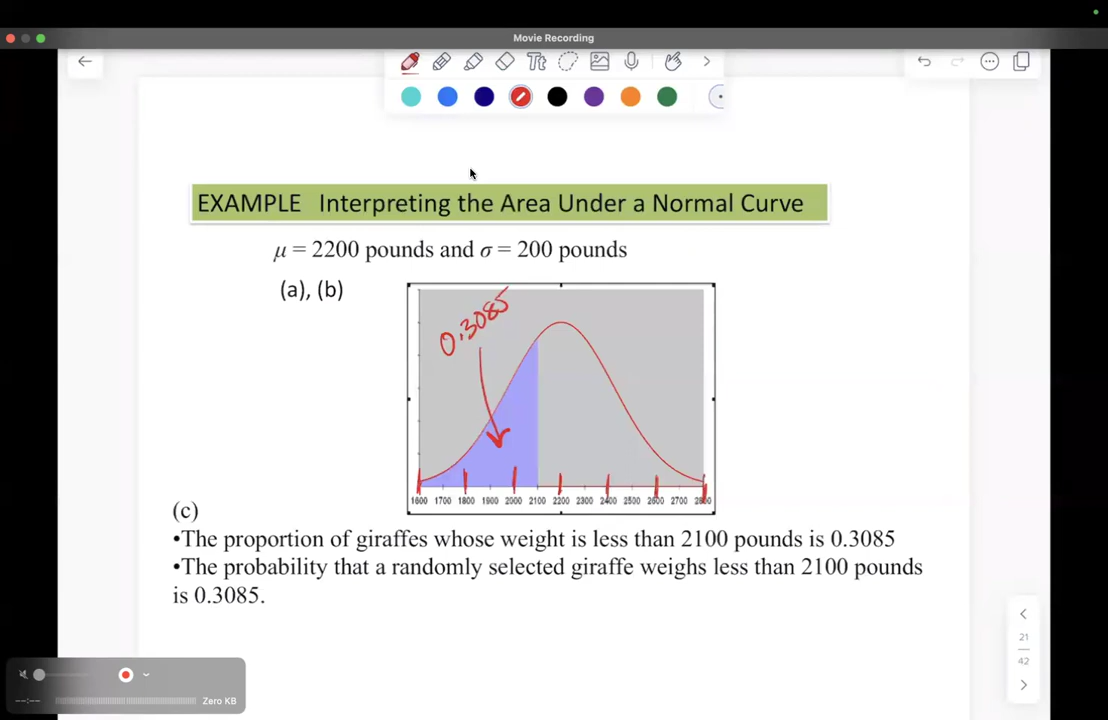 Movie Recording
Tt
EXAMPLE Interpreting the Area Under a Normal Curve
μ = 2200 pounds and σ = 200 pounds
(a), (b)
0.3085
1600 1700 1800 1900 2000 2100 2200 2300 2400 2500 2600 2700 2800
(c)
•The proportion of giraffes whose weight is less than 2100 pounds is 0.3085
•The probability that a randomly selected giraffe weighs less than 2100 pounds
is 0.3085.
21
42
--:--
Zero KB